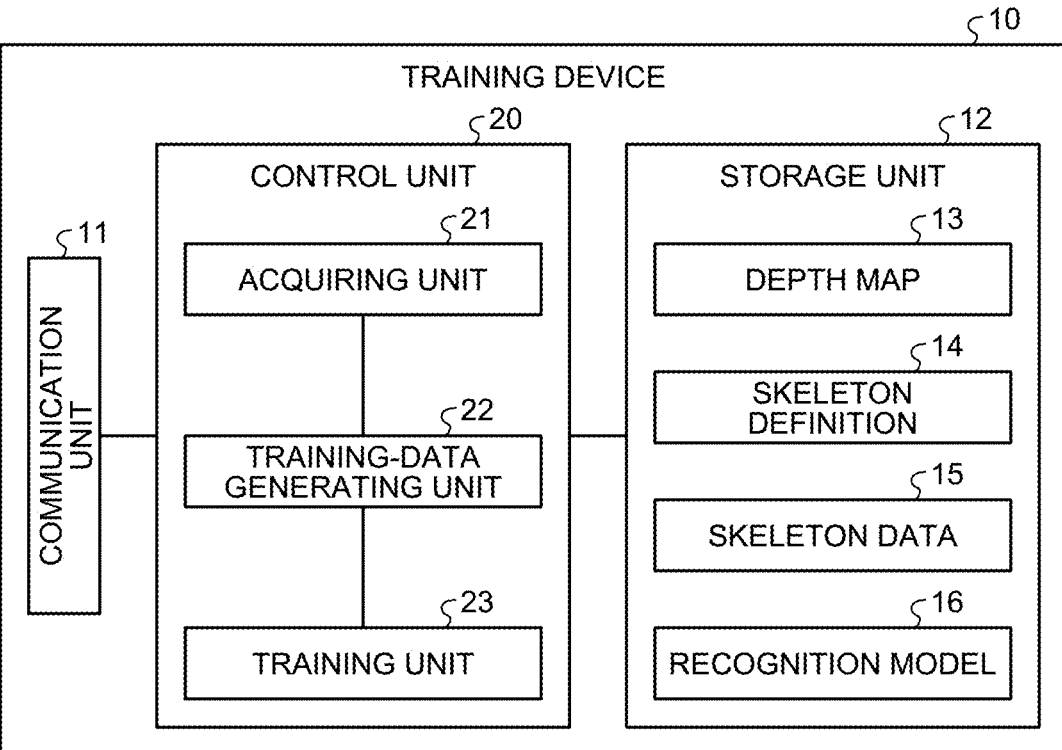 10
TRAINING DEVICE
20
CONTROL UNIT
11
COMMUNICATION
UNIT
21
ACQUIRING UNIT
22
TRAINING-DATA
GENERATING UNIT
23
TRAINING UNIT
12
STORAGE UNIT
13
DEPTH MAP
14
SKELETON
DEFINITION
15
SKELETON DATA
16
RECOGNITION MODEL